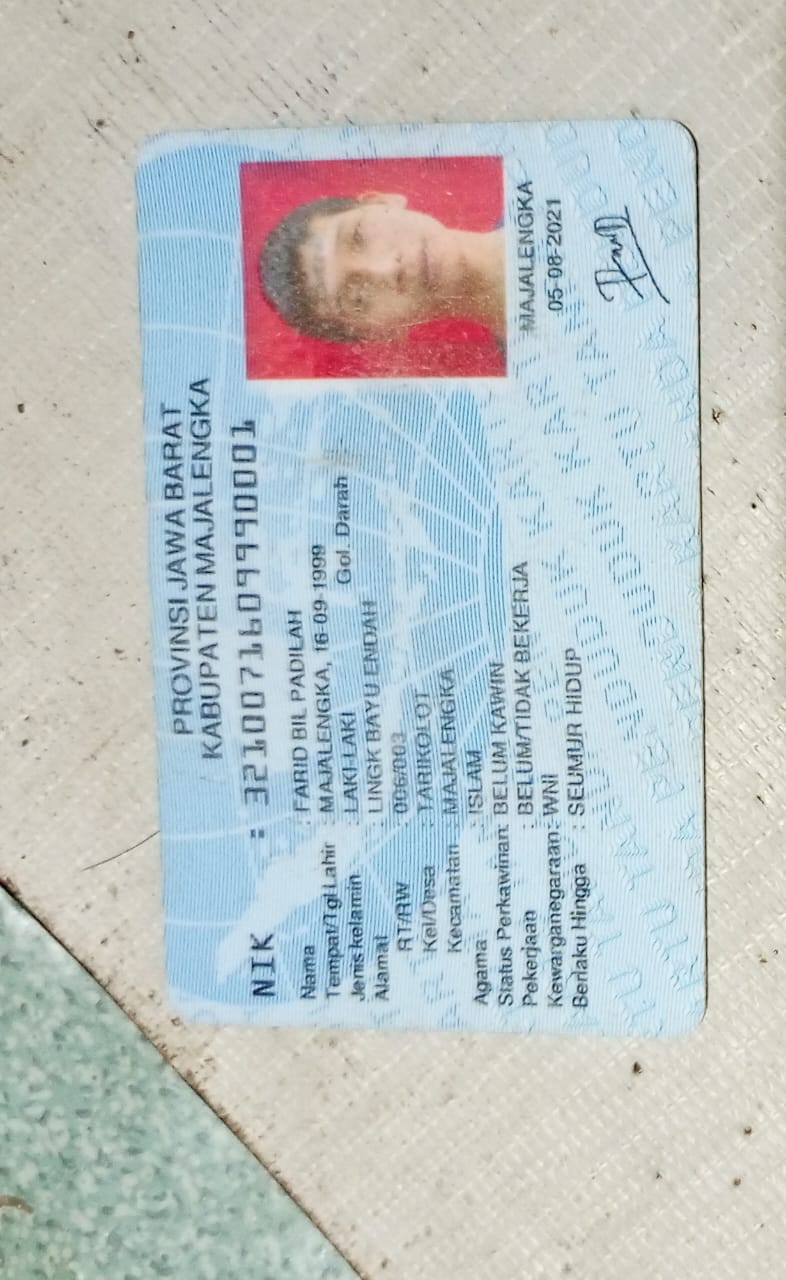 PROVINSI JAWA BARAT
KABUPATEN MAJALENGKA
NIK : 3210071609990001
Nama : FARID BIL PADILAH
Tempat/Tgl Lahir : MAJALENGKA, 16-09-1999
Jenis kelamin : LAKI-LAKI Gol. Darah : -
Alamat : LINGK BAYU ENDAH
RT/RW : 006/003
Kel/Desa : TARIKOLOT
Kecamatan : MAJALENGKA
Agama : ISLAM
Status Perkawinan: BELUM KAWIN
Pekerjaan : BELUM/TIDAK BEKERJA
Kewarganegaraan: WNI
Berlaku Hingga : SEUMUR HIDUP
MAJALENGKA
05-08-2021